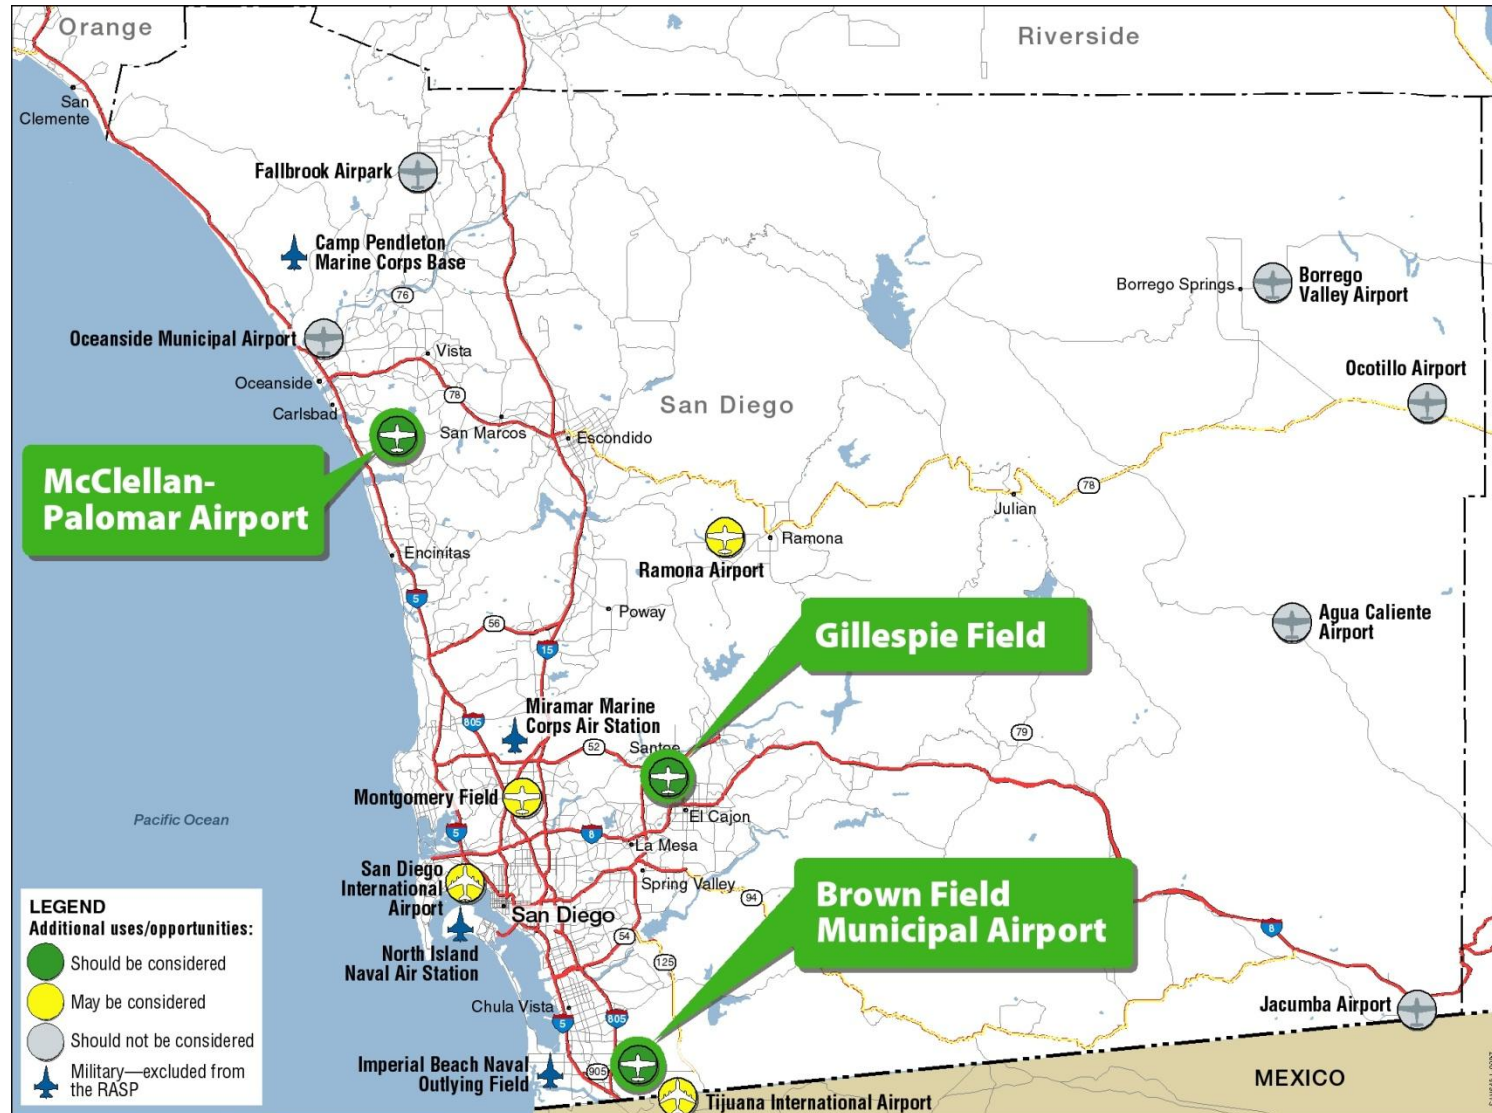 Orange
Riverside
San
Clemente
Fallbrook Airpark
Camp Pendleton
Marine Corps Base
76
Borrego Springs
Borrego
Valley Airport
Oceanside Municipal Airport
Vista
Oceanside
78
Carlsbad
San Marcos
Escondido
San Diego
Ocotillo Airport
McClellan-
Palomar Airport
78
Julian
Ramona
Ramona Airport
Encinitas
5
Poway
56
15
Gillespie Field
Agua Caliente
Airport
Miramar Marine
Corps Air Station
805
52
Santee
79
Montgomery Field
El Cajon
Pacific Ocean
5
8
La Mesa
San Diego
International
Airport
Spring Valley
94
Brown Field
Municipal Airport
San Diego
54
8
North Island
Naval Air Station
125
Chula Vista
5
805
Jacumba Airport
Imperial Beach Naval
Outlying Field
905
Tijuana International Airport
MEXICO
LEGEND
Additional uses/opportunities:
Should be considered
May be considered
Should not be considered
Military—excluded from
the RASP